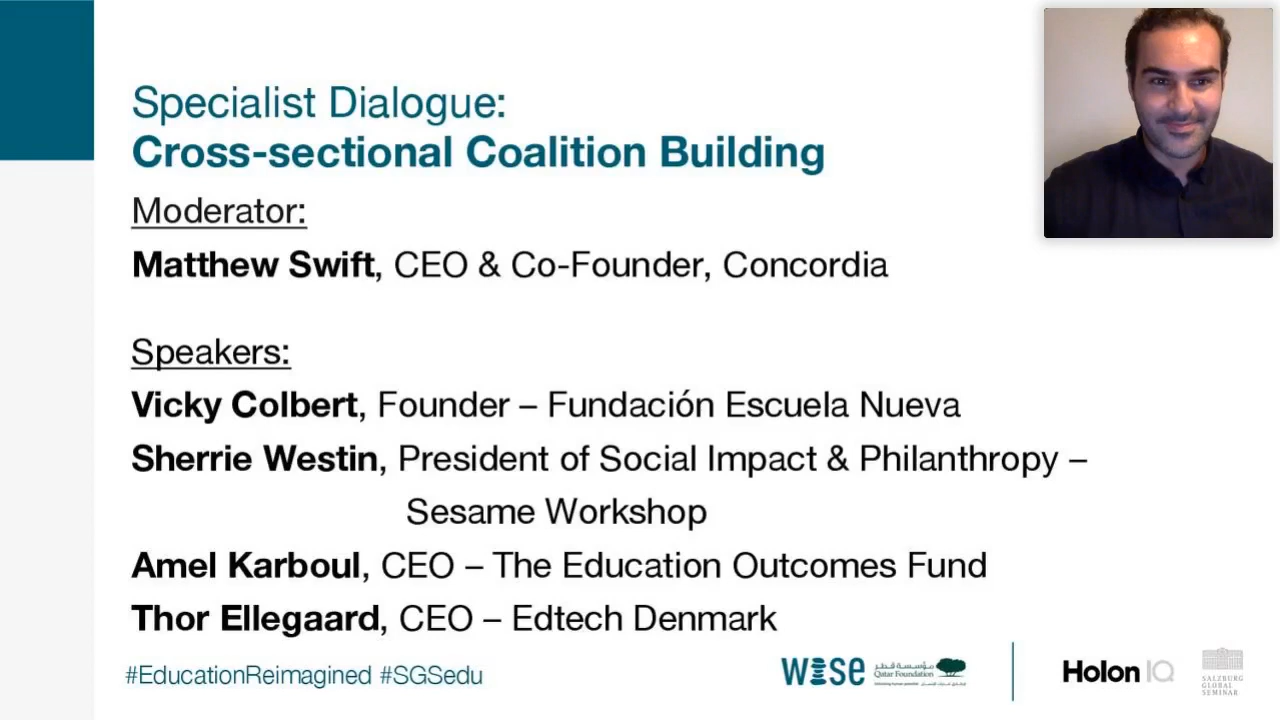 Specialist Dialogue:
Cross-sectional Coalition Building
Moderator:
Matthew Swift, CEO & Co-Founder, Concordia
Speakers:
Vicky Colbert, Founder – Fundación Escuela Nueva
Sherrie Westin, President of Social Impact & Philanthropy –
Sesame Workshop
Amel Karboul, CEO – The Education Outcomes Fund
Thor Ellegaard, CEO – Edtech Denmark
#EducationReimagined #SGSedu
WISE
مؤسسة قطر
Qatar Foundation
Holon IQ
SALZBURG
GLOBAL
SEMINAR